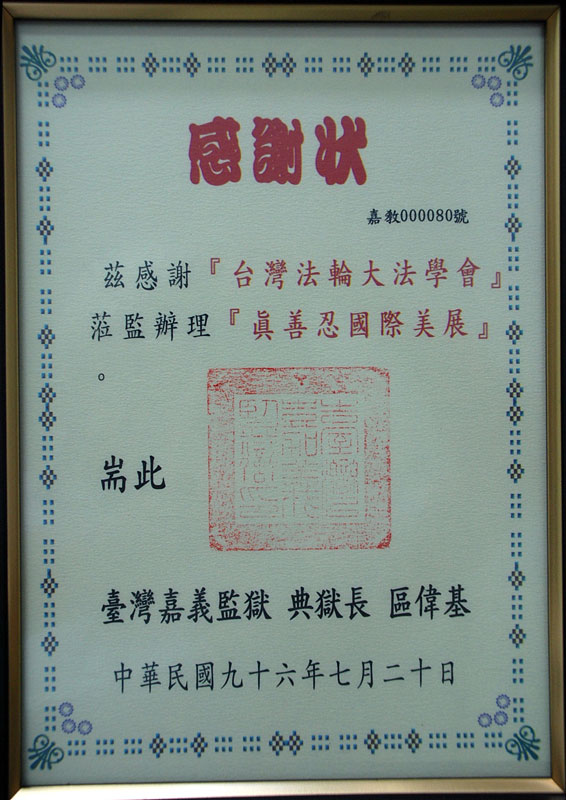 感謝狀
嘉教000080號
茲感謝『台灣法輪大法學會』
蒞監辦理『真善忍國際美展』
。
耑此
臺灣嘉義監獄 典獄長 區偉基
中華民國九十六年七月二十日